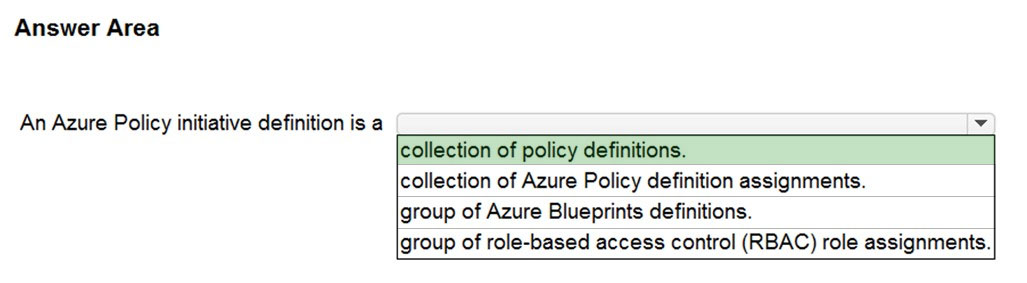 Answer Area
An Azure Policy initiative definition is a
collection of policy definitions.
collection of Azure Policy definition assignments.
group of Azure Blueprints definitions.
group of role-based access control (RBAC) role assignments.